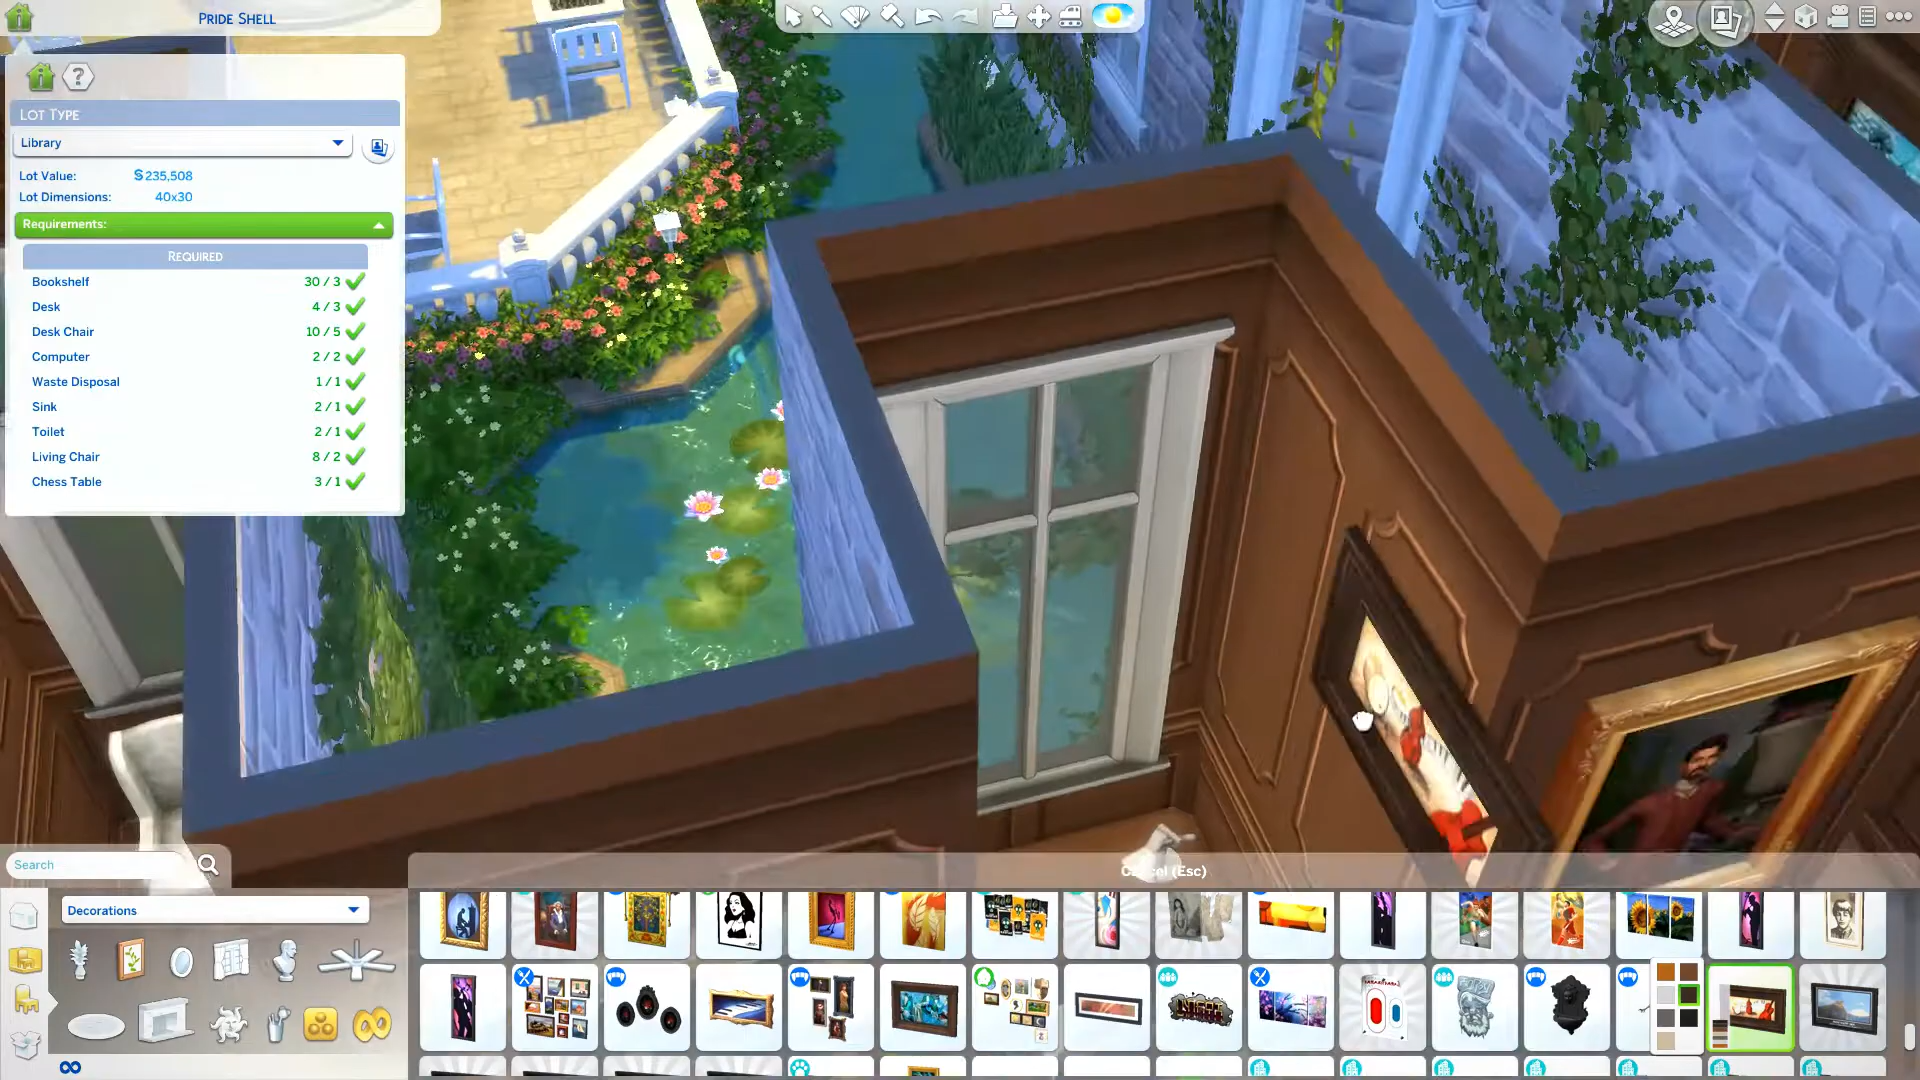 PRIDE SHELL
LOT TYPE
Library
Lot Value: §235,508
Lot Dimensions: 40x30
Requirements:
REQUIRED
Bookshelf 30 / 3
Desk 4 / 3
Desk Chair 10 / 5
Computer 2 / 2
Waste Disposal 1 / 1
Sink 2 / 1
Toilet 2 / 1
Living Chair 8 / 2
Chess Table 3 / 1
Search
(Esc)
Decorations